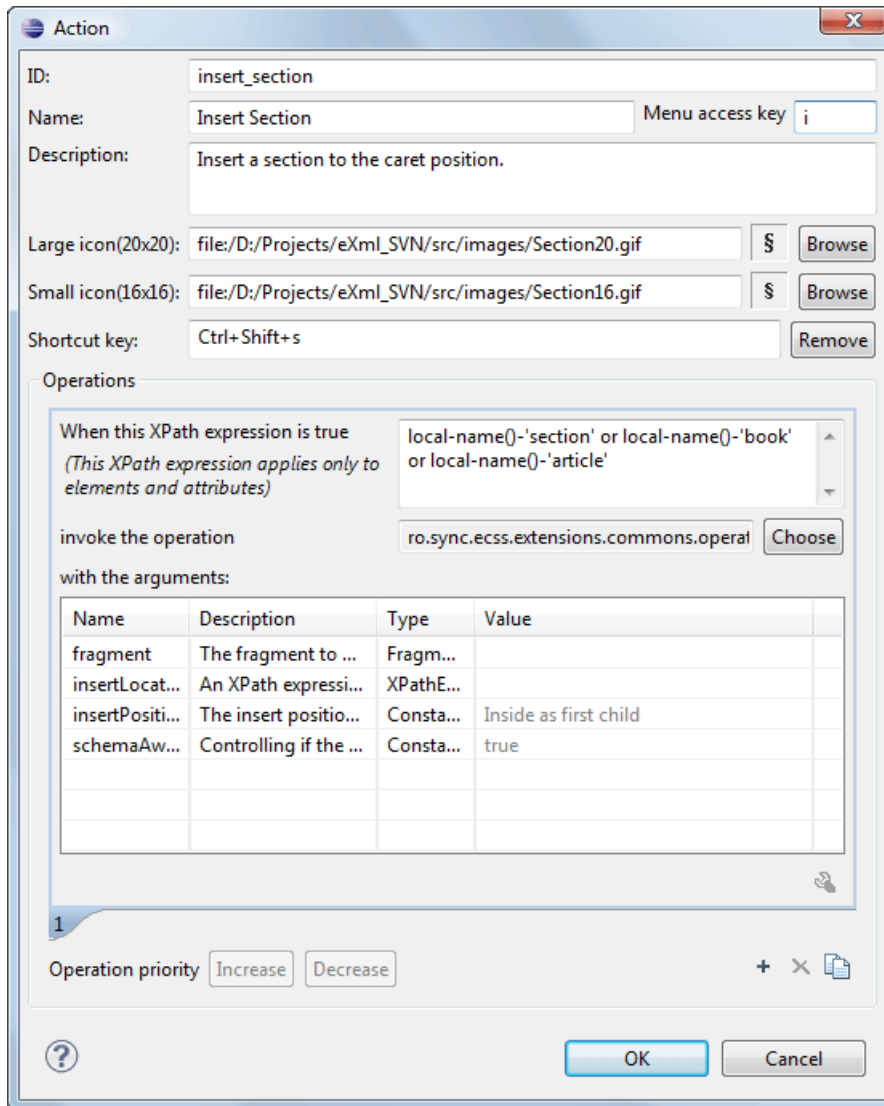 Action
ID: insert_section
Name: Insert Section Menu access key i
Description: Insert a section to the caret position.
Large icon(20x20): file:/D:/Projects/eXml_SVN/src/images/Section20.gif § Browse
Small icon(16x16): file:/D:/Projects/eXml_SVN/src/images/Section16.gif § Browse
Shortcut key: Ctrl+Shift+s Remove
Operations
When this XPath expression is true
(This XPath expression applies only to
elements and attributes)
local-name()-'section' or local-name()-'book'
or local-name()-'article'
invoke the operation ro.sync.ecss.extensions.commons.operat Choose
with the arguments:
Name Description Type Value
fragment The fragment to ... Fragm...
insertLocat... An XPath expressi... XPathE...
insertPositi... The insert positio... Consta... Inside as first child
schemaAw... Controlling if the ... Consta... true
1
Operation priority Increase Decrease
OK Cancel